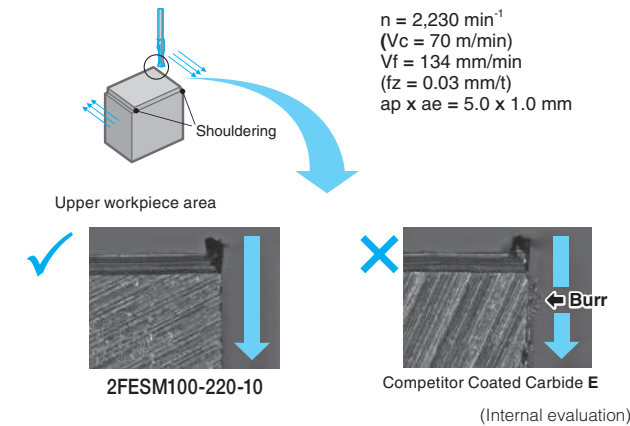 n = 2,230 min⁻¹
(Vc = 70 m/min)
Vf = 134 mm/min
(fz = 0.03 mm/t)
ap x ae = 5.0 x 1.0 mm
Shouldering
Upper workpiece area
Burr
2FESM100-220-10
Competitor Coated Carbide E
(Internal evaluation)